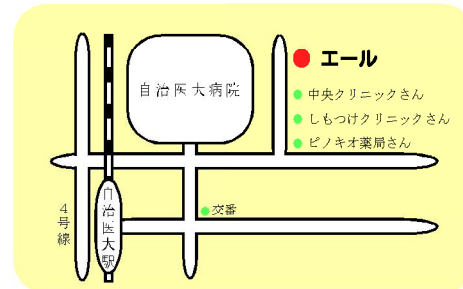 エール
自治医大病院
中央クリニックさん
しもつけクリニックさん
ピノキオ薬局さん
4号線
自治医大駅
交番